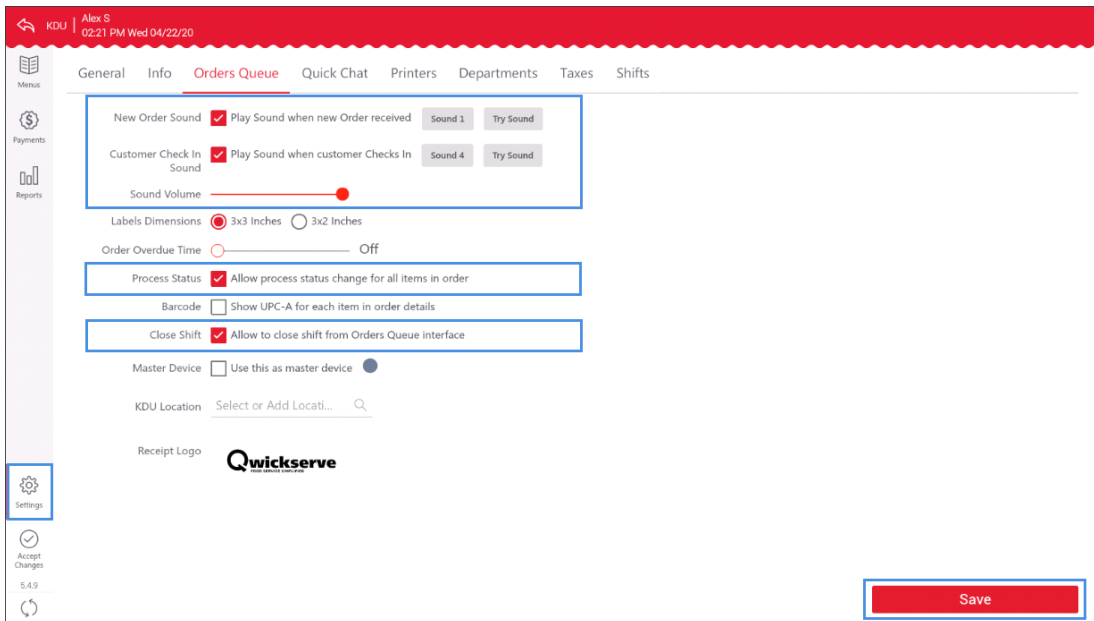 KDU
Alex S
02:21 PM Wed 04/22/20
Menus
Payments
Reports
Settings
Accept
Changes
5.4.9
General Info Orders Queue Quick Chat Printers Departments Taxes Shifts
New Order Sound Play Sound when new Order received Sound 1 Try Sound
Customer Check In Play Sound when customer Checks In Sound 4 Try Sound
Sound
Sound Volume
Labels Dimensions 3x3 Inches 3x2 Inches
Order Overdue Time Off
Process Status Allow process status change for all items in order
Barcode Show UPC-A for each item in order details
Close Shift Allow to close shift from Orders Queue interface
Master Device Use this as master device
KDU Location Select or Add Locati...
Receipt Logo
Qwickserve
FOOD SERVICE SIMPLIFIED
Save